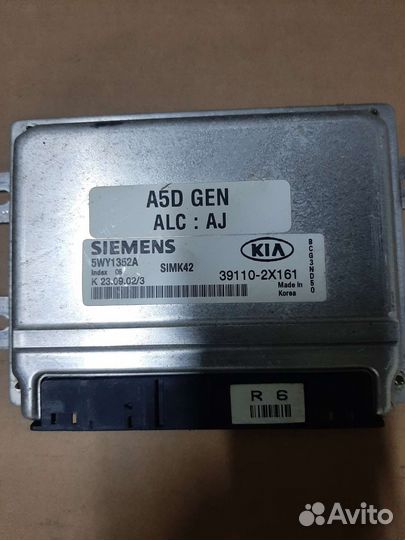 A5D GEN
ALC : AJ
SIEMENS
5WY1352A
Index 06
SIMK42
K 23.09.02/3
KIA
39110-2X161
Made in
Korea
BCG3ND50
R 6
Avito